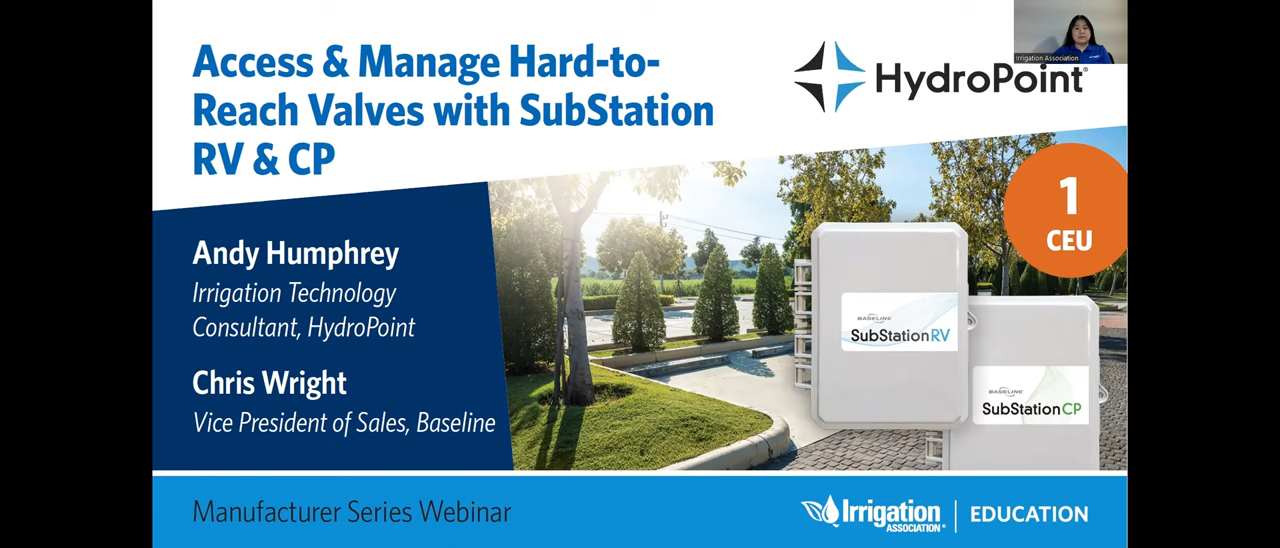 Access & Manage Hard-to-
Reach Valves with SubStation
RV & CP
Irrigation Association
HydroPoint®
1
CEU
Andy Humphrey
Irrigation Technology
Consultant, HydroPoint
Chris Wright
Vice President of Sales, Baseline
BASELINE
SubStationRV
BASELINE
SubStationCP
Manufacturer Series Webinar
Irrigation
ASSOCIATION®
EDUCATION